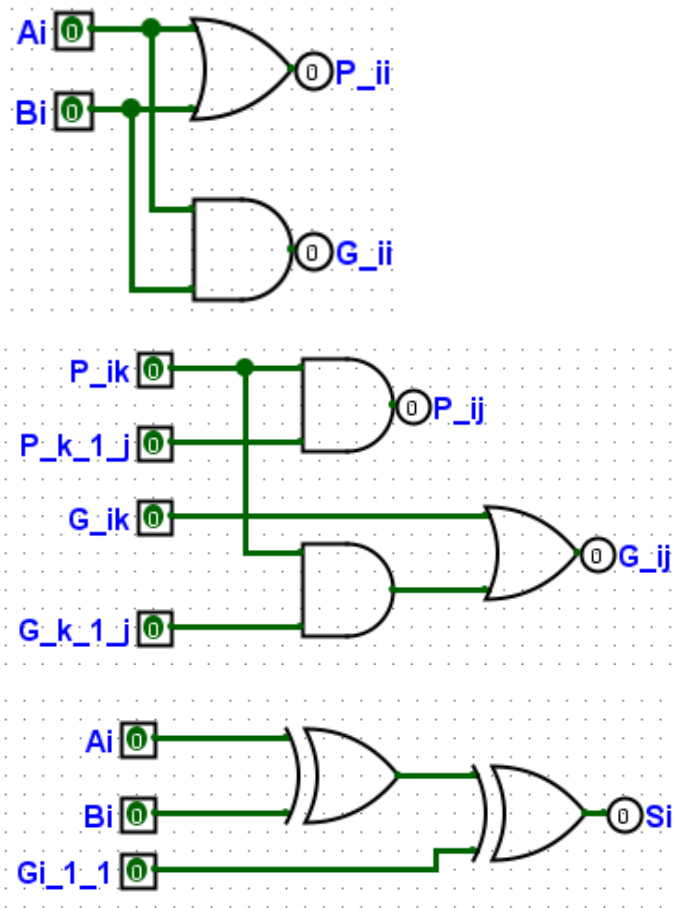 Ai 0
0 P_ii
Bi 0
0 G_ii
P_ik 0
0 P_ij
P_k_1_j 0
G_ik 0
0 G_ij
G_k_1_j 0
Ai 0
Bi 0
0 Si
Gi_1_1 0